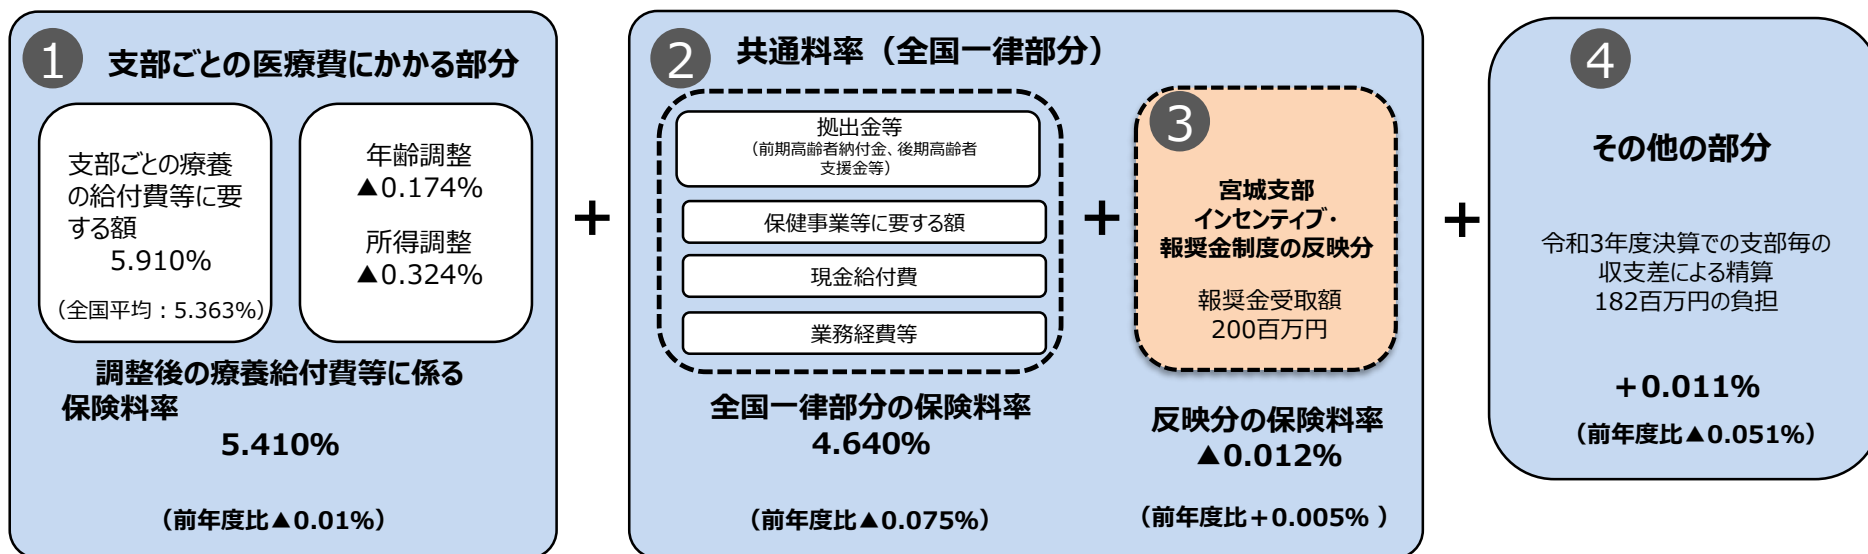 1 支部ごとの医療費にかかる部分
支部ごとの療養
の給付費等に要
する額
5.910%
(全国平均：5.363%)
年齢調整
▲0.174%
所得調整
▲0.324%
調整後の療養給付費等に係る
保険料率
5.410%
（前年度比▲0.01%）
+
2 共通料率（全国一律部分）
拠出金等
（前期高齢者納付金、後期高齢者
支援金等）
保健事業等に要する額
現金給付費
業務経費等
全国一律部分の保険料率
4.640%
（前年度比▲0.075%）
+
3
宮城支部
インセンティブ・
報奨金制度の反映分
報奨金受取額
200百万円
反映分の保険料率
▲0.012%
（前年度比＋0.005% ）
+
4
その他の部分
令和3年度決算での支部毎の
収支差による精算
182百万円の負担
＋0.011%
（前年度比▲0.051%）